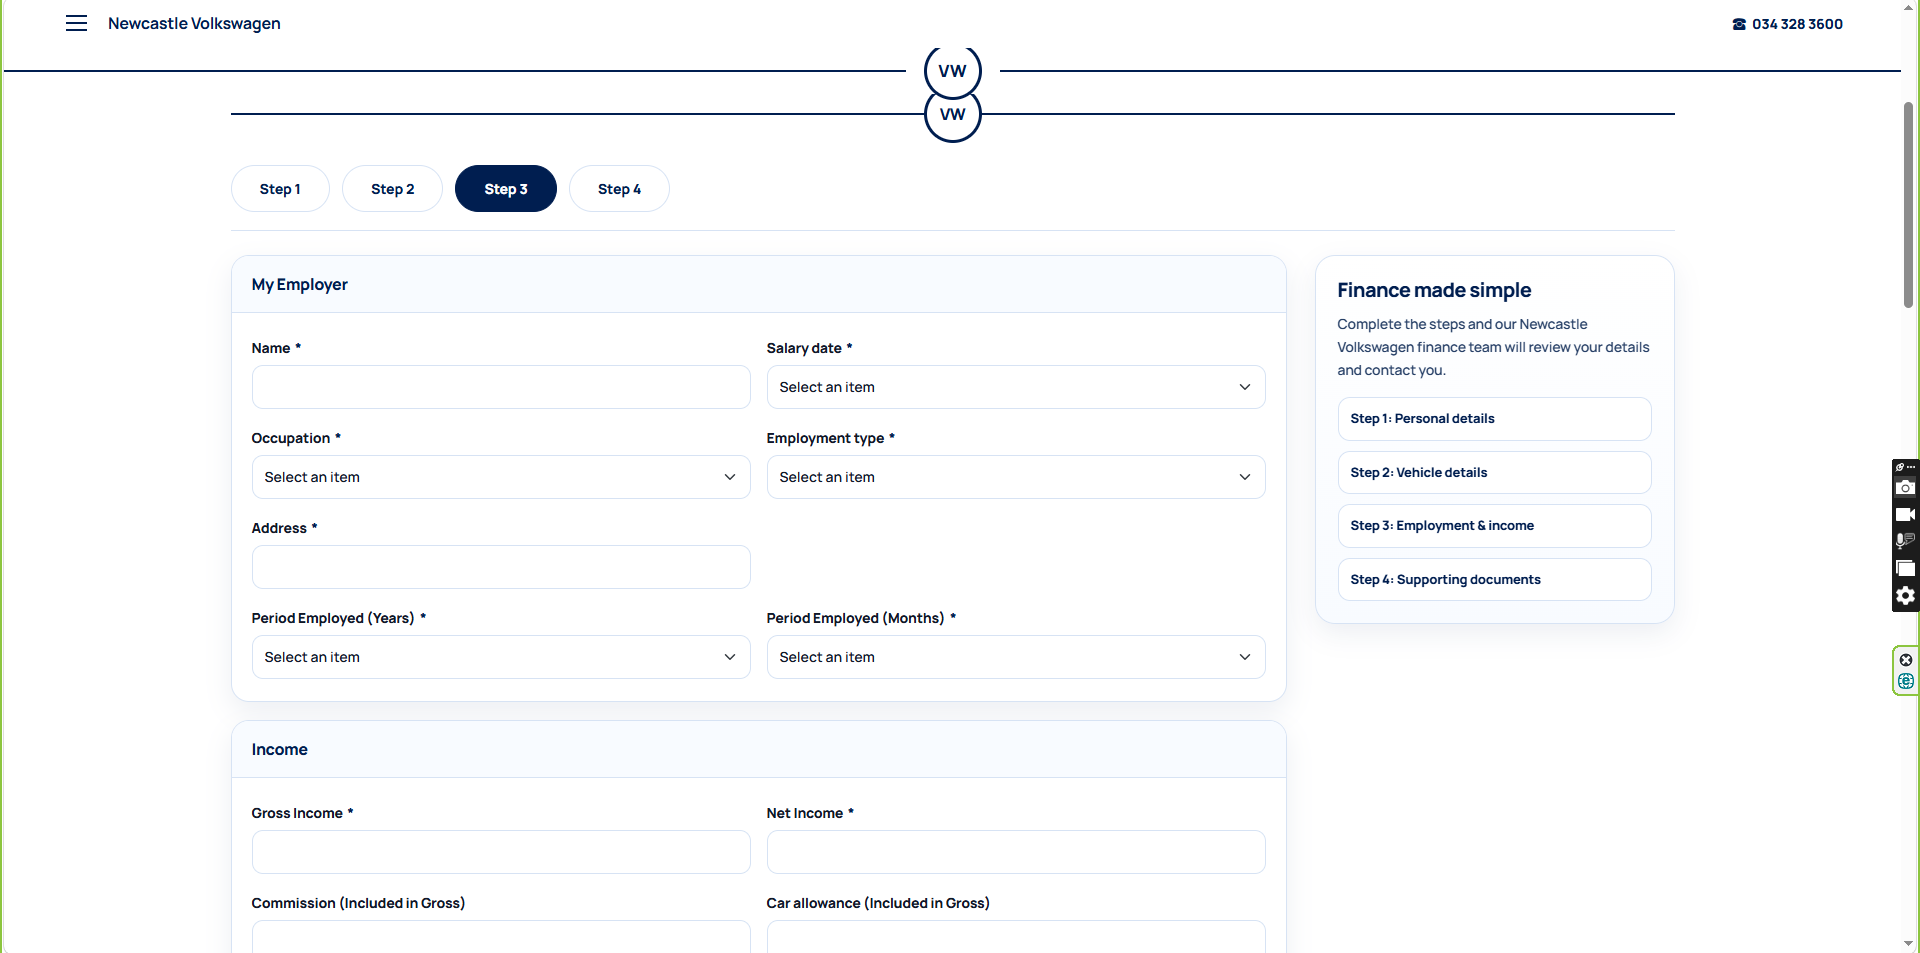 Newcastle Volkswagen
034 328 3600
VW
VW
Step 1
Step 2
Step 3
Step 4
My Employer
Name *
Salary date *
Select an item
Occupation *
Employment type *
Select an item
Select an item
Address *
Period Employed (Years) *
Period Employed (Months) *
Select an item
Select an item
Income
Gross Income *
Net Income *
Commission (Included in Gross)
Car allowance (Included in Gross)
Finance made simple
Complete the steps and our Newcastle
Volkswagen finance team will review your details
and contact you.
Step 1: Personal details
Step 2: Vehicle details
Step 3: Employment & income
Step 4: Supporting documents